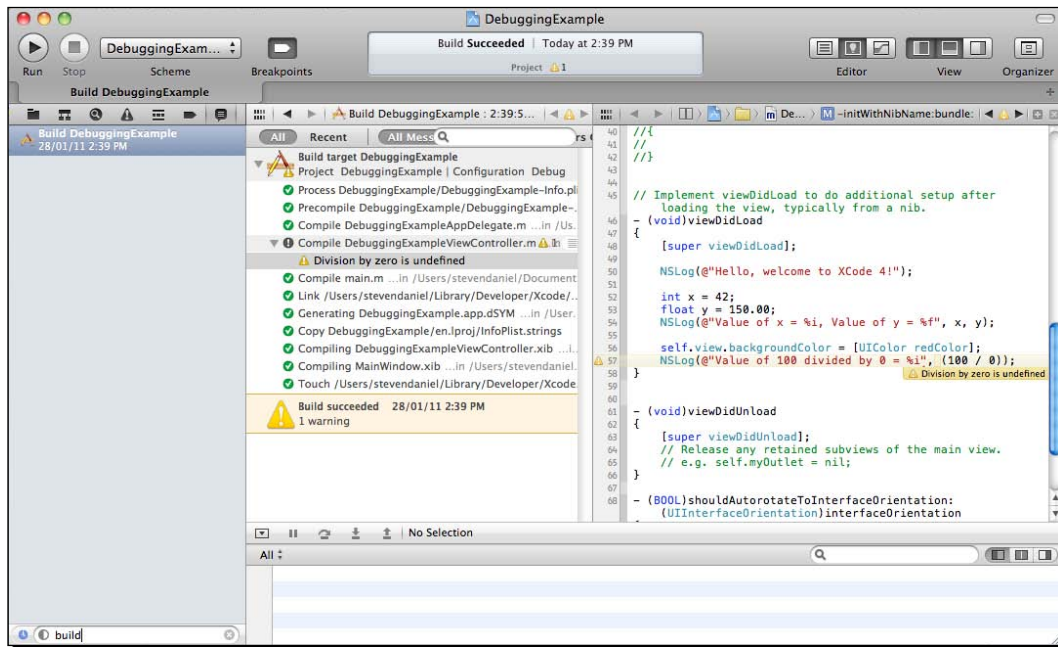 DebuggingExample
DebuggingExam...
Build Succeeded | Today at 2:39 PM
Project 1
Run Stop Scheme Breakpoints Editor View Organizer
Build DebuggingExample
Build DebuggingExample
28/01/11 2:39 PM
Build DebuggingExample : 2:39:5...
De... -initWithNibName:bundle:
All Recent All Mess
Build target DebuggingExample
Project DebuggingExample | Configuration Debug
Process DebuggingExample/DebuggingExample-Info.pli
Precompile DebuggingExample/DebuggingExample-.
Compile DebuggingExampleAppDelegate.m ...in /Us.
Compile DebuggingExampleViewController.m
Division by zero is undefined
Compile main.m ...in /Users/stevendaniel/Document
Link /Users/stevendaniel/Library/Developer/Xcode/..
Generating DebuggingExample.app.dSYM ...in /User.
Copy DebuggingExample/en.lproj/InfoPlist.strings
Compiling DebuggingExampleViewController.xib ...i.
Compiling MainWindow.xib ...in /Users/stevendaniel.
Touch /Users/stevendaniel/Library/Developer/Xcode
Build succeeded 28/01/11 2:39 PM
1 warning
40 //{
41 //
42 //}
43
44
45 // Implement viewDidLoad to do additional setup after
loading the view, typically from a nib.
46 - (void)viewDidLoad
47 {
48 [super viewDidLoad];
49
50 NSLog(@"Hello, welcome to XCode 4!");
51
52 int x = 42;
53 float y = 150.00;
54 NSLog(@"Value of x = %i, Value of y = %f", x, y);
55
56 self.view.backgroundColor = [UIColor redColor];
57 NSLog(@"Value of 100 divided by 0 = %i", (100 / 0));
58 }
Division by zero is undefined
59
60
61 - (void)viewDidUnload
62 {
63 [super viewDidUnload];
64 // Release any retained subviews of the main view.
65 // e.g. self.myOutlet = nil;
66 }
67
68 - (BOOL)shouldAutorotateToInterfaceOrientation:
(UIInterfaceOrientation)interfaceOrientation
No Selection
All
build